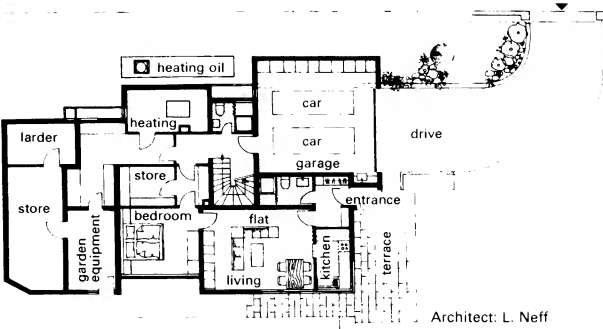 heating oil
car
car
garage
drive
heating
larder
store
store
bedroom
garden
equipment
flat
living
kitchen
entrance
terrace
Architect: L. Neff